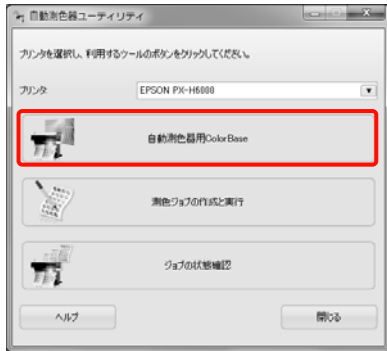 自動測色器ユーティリティ
プリンタを選択し、利用するツールのボタンをクリックしてください。
プリンタ: EPSON PX-H6000
自動測色器用ColorBase
測色ジョブの作成と実行
ジョブの状態確認
ヘルプ 閉じる